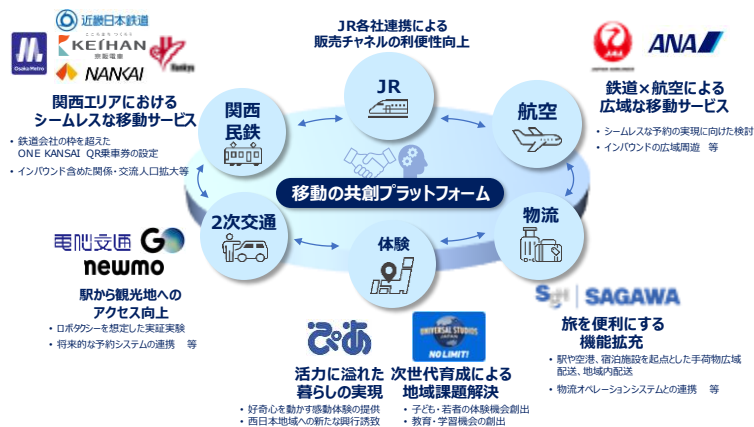 近畿日本鉄道
Osaka Metro
こころまち つくろう
KEIHAN
京阪電車
NANKAI
Hankyu
関西エリアにおける
シームレスな移動サービス
・ 鉄道会社の枠を超えた
ONE KANSAI QR乗車券の設定
・ インバウンド含めた関係・交流人口拡大等
JR各社連携による
販売チャネルの利便性向上
JAPAN AIRLINES
ANA
鉄道×航空による
広域な移動サービス
・ シームレスな予約の実現に向けた検討
・ インバウンドの広域周遊 等
JR
関西
民鉄
航空
移動の共創プラットフォーム
2次交通
体験
物流
電脳交通
GO
newmo
駅から観光地への
アクセス向上
・ ロボタクシーを想定した実証実験
・ 将来的な予約システムの連携 等
ぴあ
活力に溢れた
暮らしの実現
・ 好奇心を動かす感動体験の提供
・ 西日本地域への新たな興行誘致
UNIVERSAL STUDIOS
JAPAN
NO LIMIT!
次世代育成による
地域課題解決
・ 子ども・若者の体験機会創出
・ 教育・学習機会の創出
SGH
SAGAWA
旅を便利にする
機能拡充
・ 駅や空港、宿泊施設を起点とした手荷物広域
配送、地域内配送
・ 物流オペレーションシステムとの連携 等